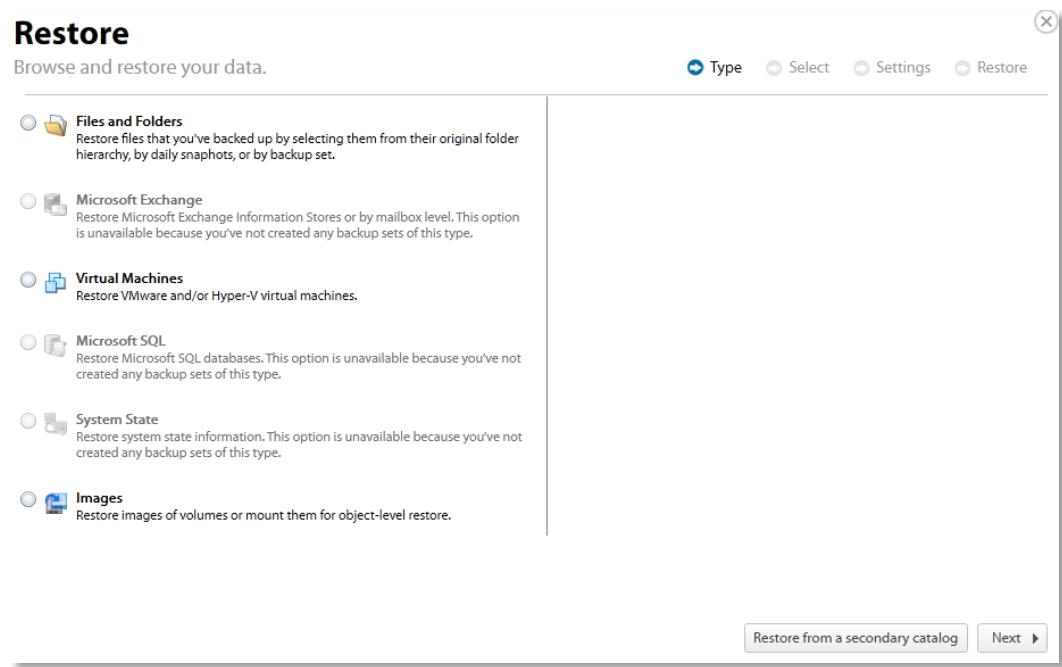 Restore
Browse and restore your data.
Type Select Settings Restore
Files and Folders
Restore files that you've backed up by selecting them from their original folder
hierarchy, by daily snaphots, or by backup set.
Microsoft Exchange
Restore Microsoft Exchange Information Stores or by mailbox level. This option
is unavailable because you've not created any backup sets of this type.
Virtual Machines
Restore VMware and/or Hyper-V virtual machines.
Microsoft SQL
Restore Microsoft SQL databases. This option is unavailable because you've not
created any backup sets of this type.
System State
Restore system state information. This option is unavailable because you've not
created any backup sets of this type.
Images
Restore images of volumes or mount them for object-level restore.
Restore from a secondary catalog Next